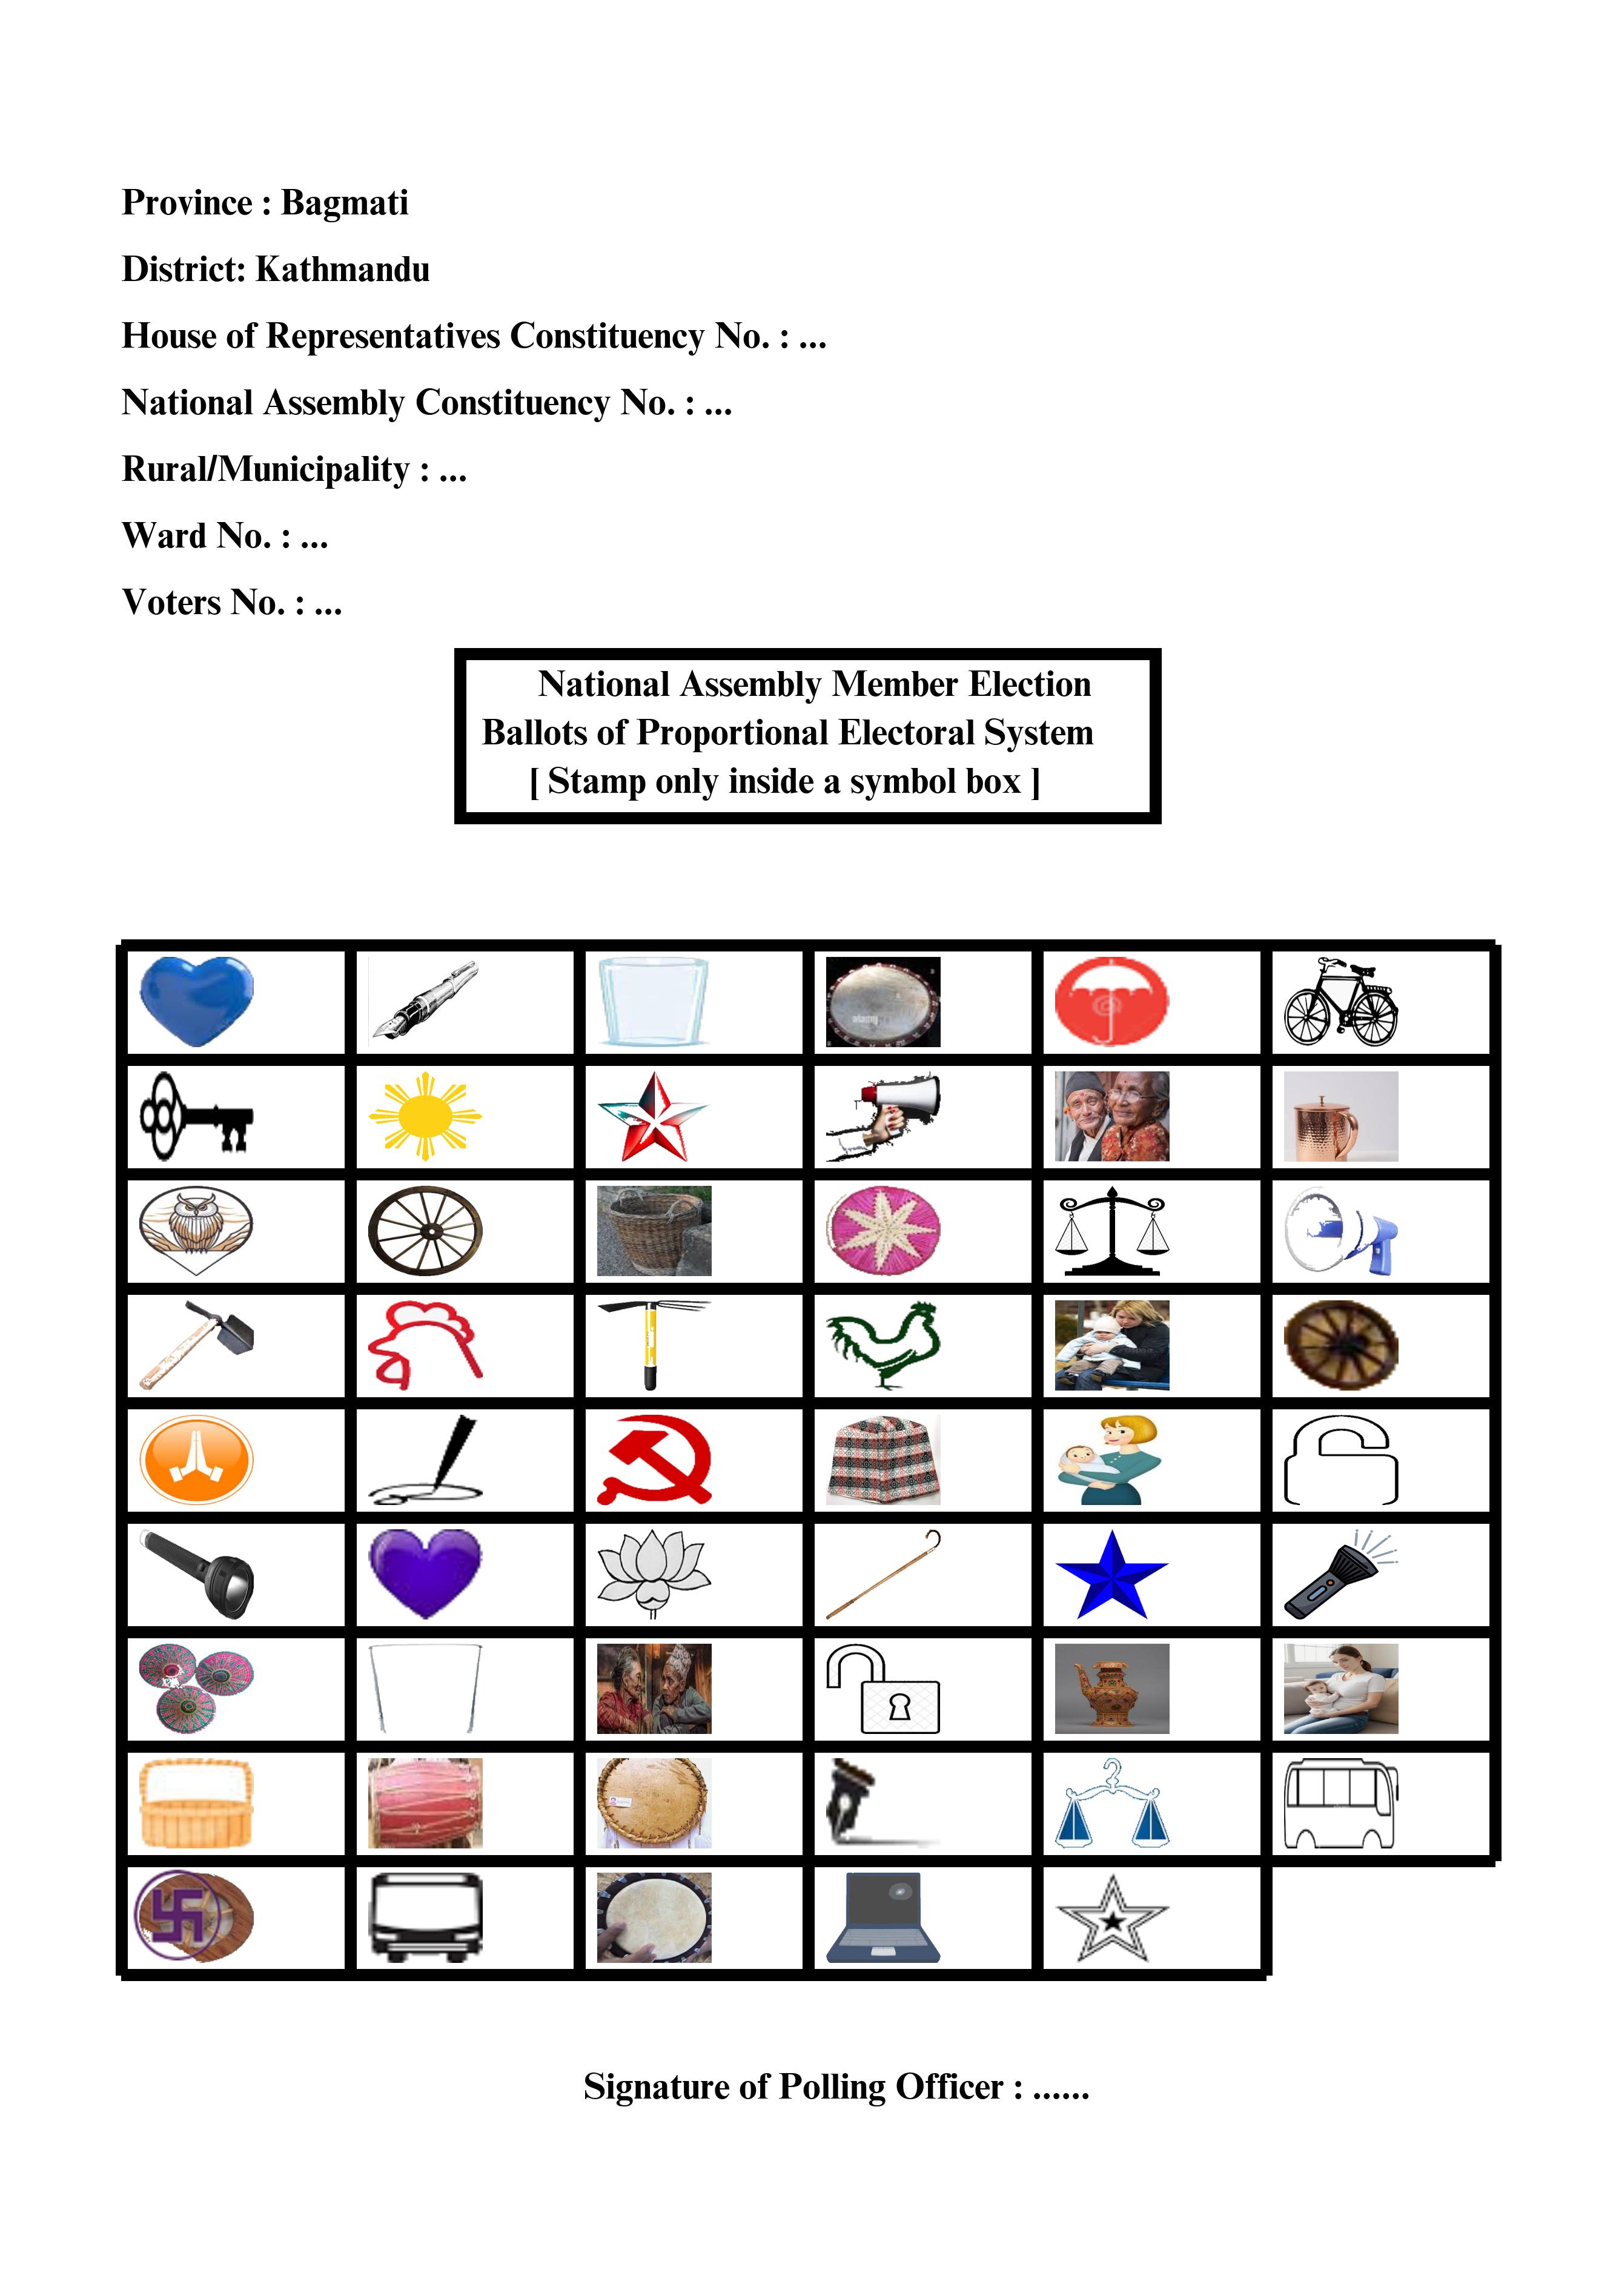 Province : Bagmati
District: Kathmandu
House of Representatives Constituency No. : ...
National Assembly Constituency No. : ...
Rural/Municipality : ...
Ward No. : ...
Voters No. : ...
National Assembly Member Election
Ballots of Proportional Electoral System
[ Stamp only inside a symbol box ]
Signature of Polling Officer : ......